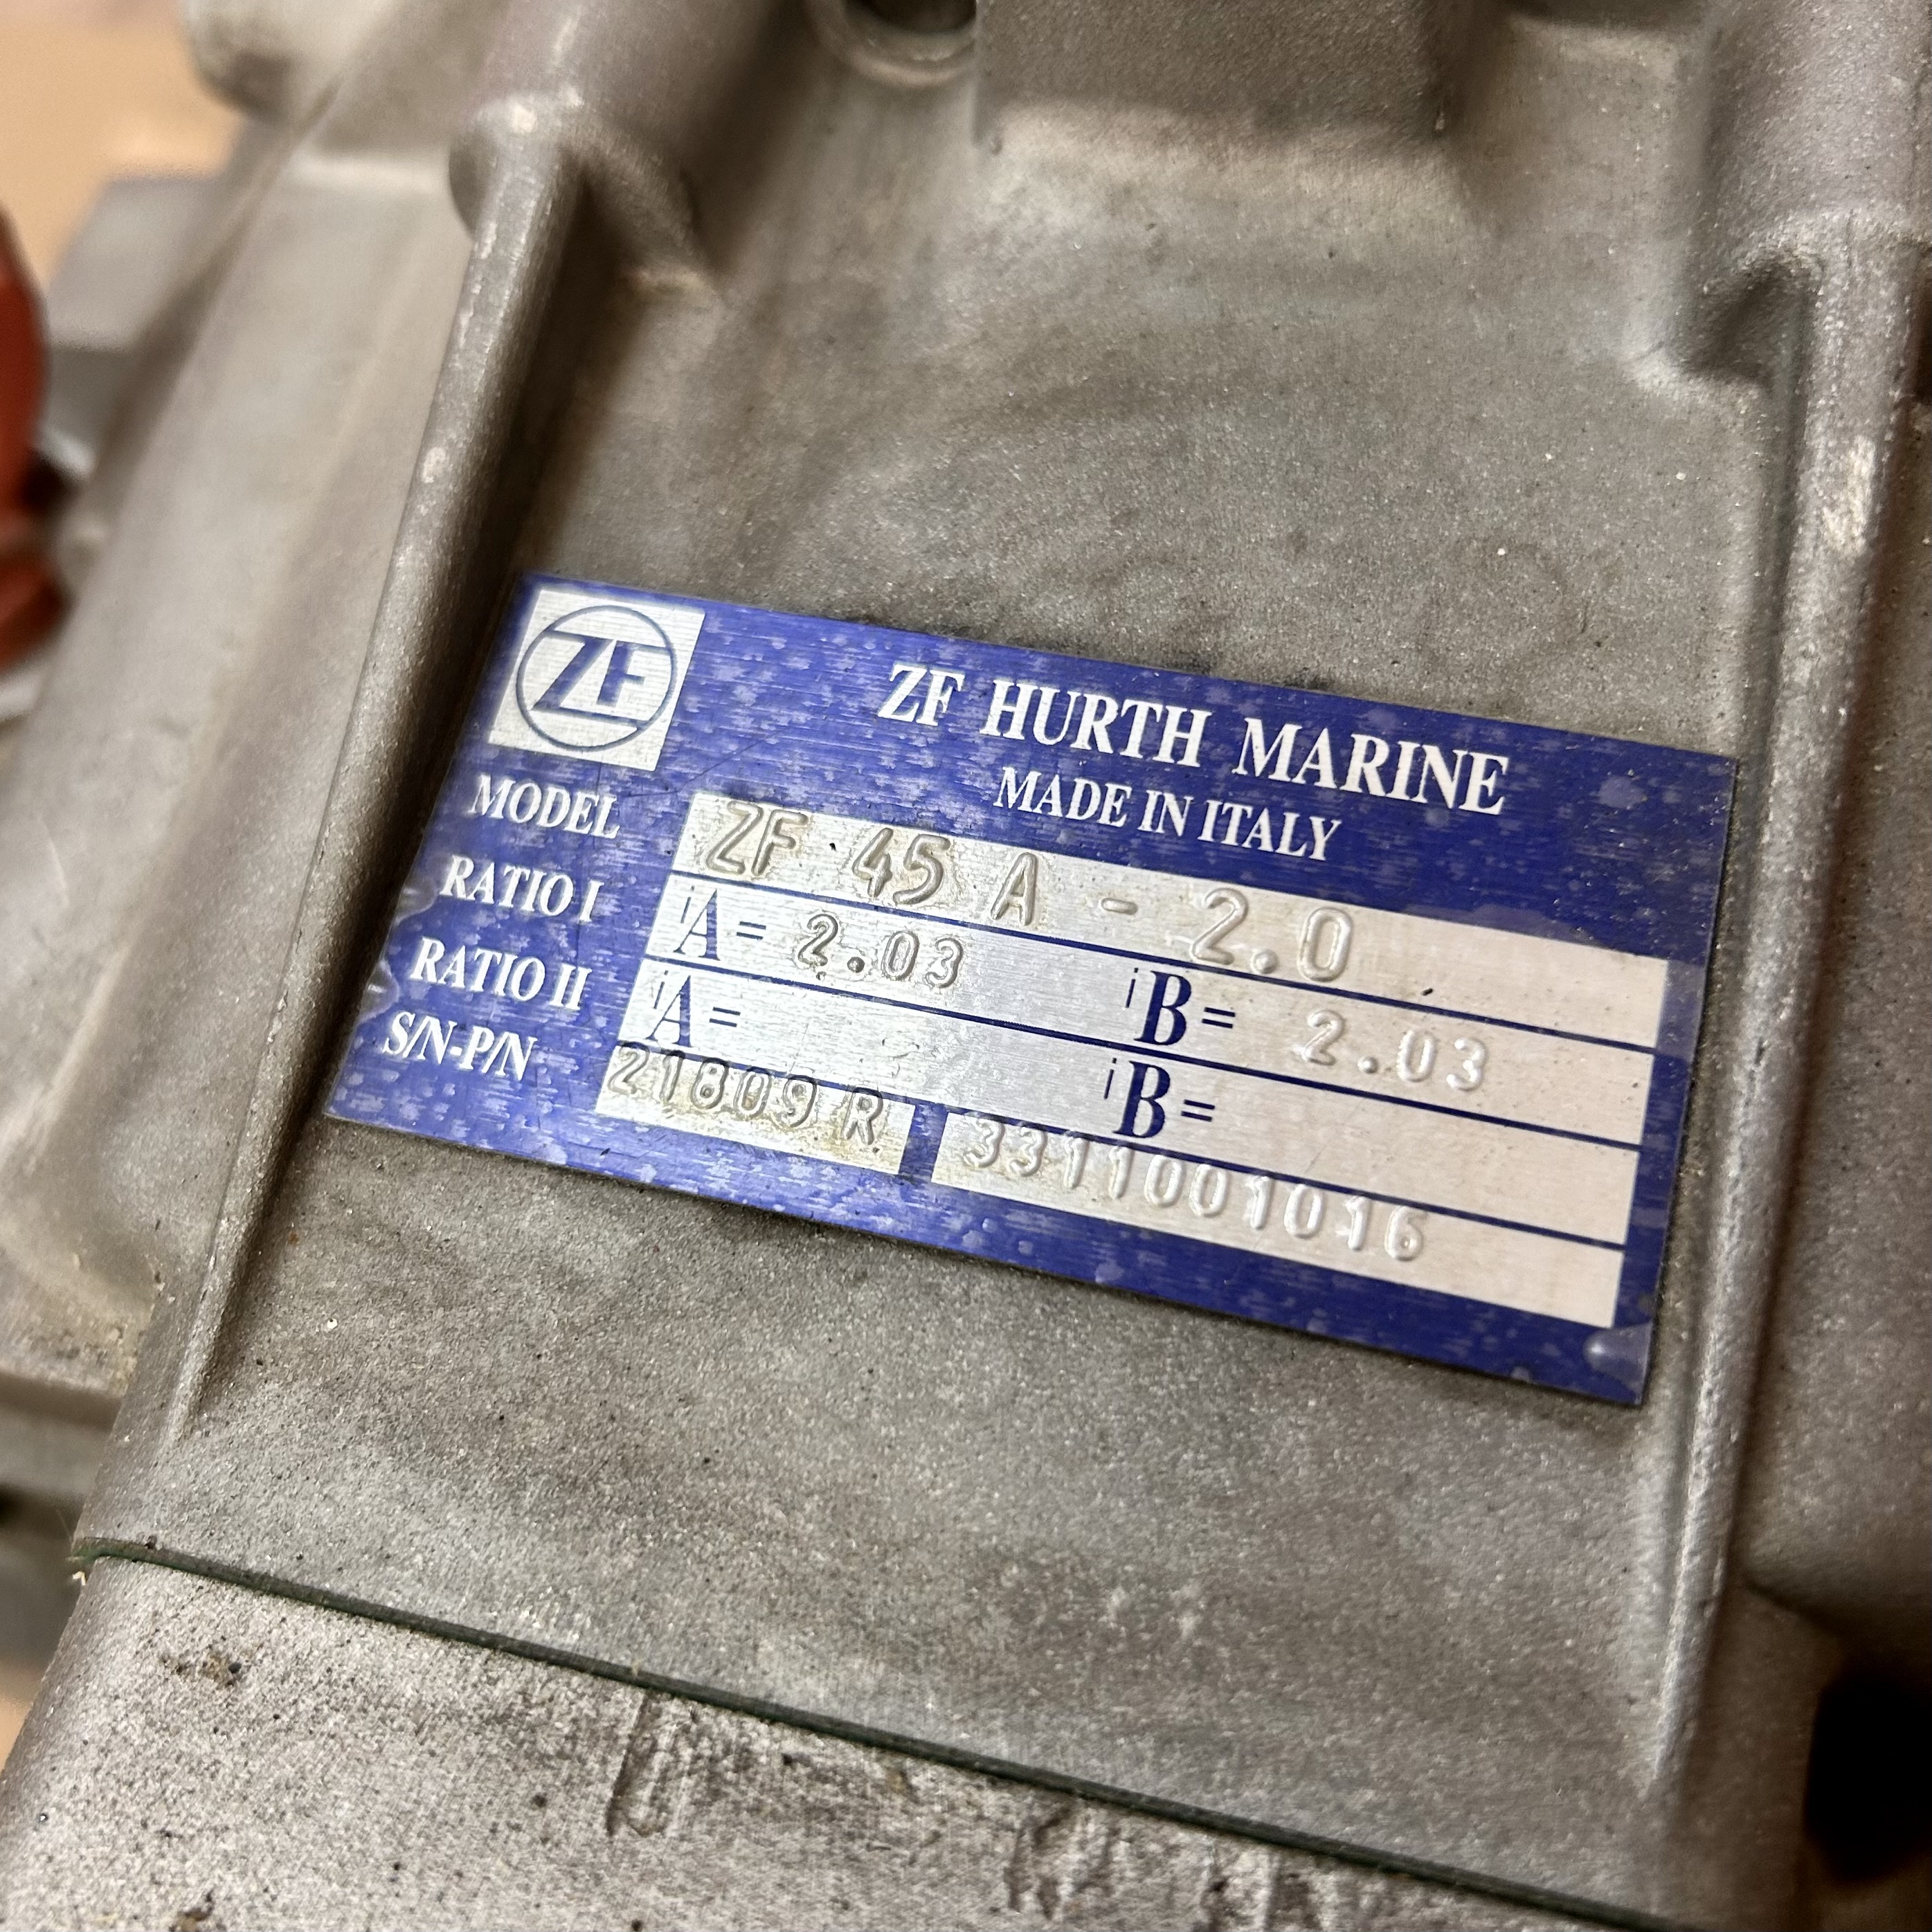 ZF
ZF HURTH MARINE
MADE IN ITALY
MODEL ZF 45 A - 2.0
RATIO I iA= 2.03 iB= 2.03
RATIO II iA= iB=
S/N-P/N 21809 R 3311001016